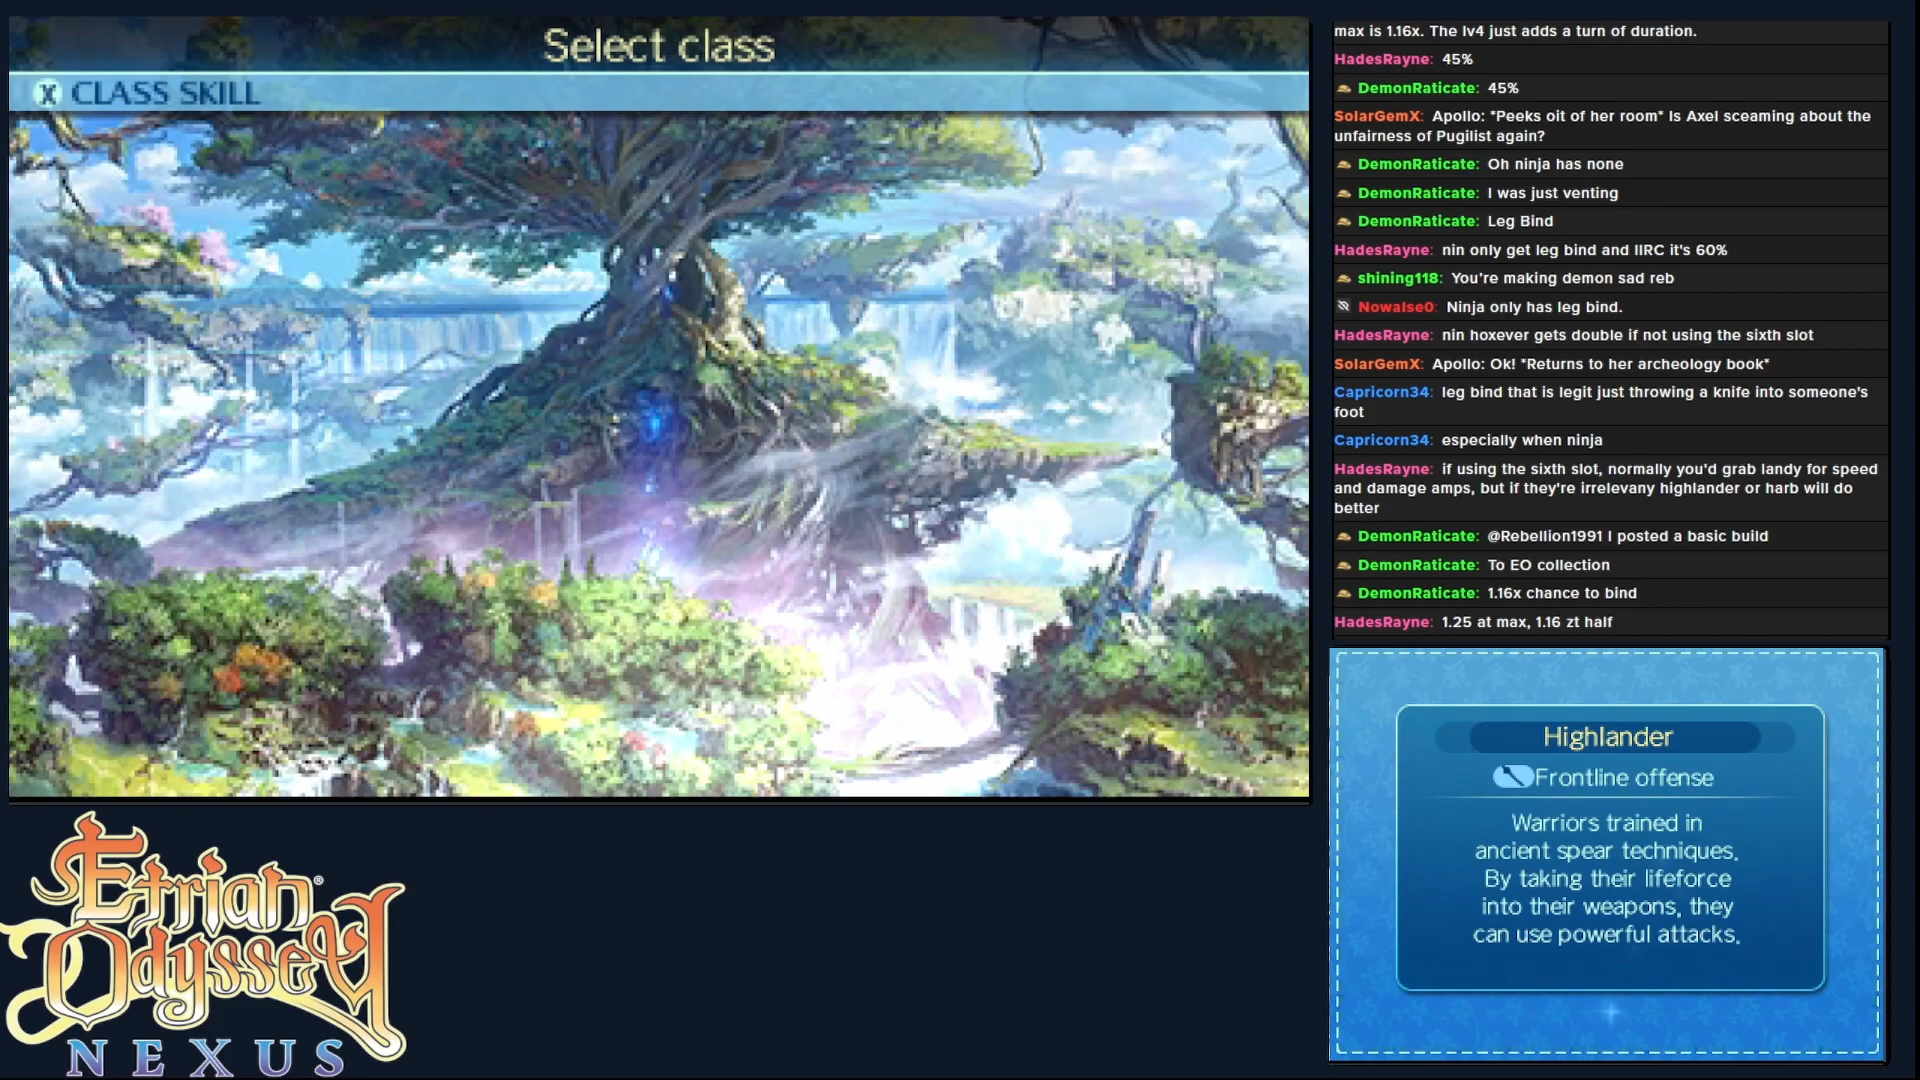 Select class
X CLASS SKILL
max is 1.16x. The lv4 just adds a turn of duration.
HadesRayne: 45%
DemonRaticate: 45%
SolarGemX: Apollo: *Peeks oit of her room* Is Axel sceaming about the
unfairness of Pugilist again?
DemonRaticate: Oh ninja has none
DemonRaticate: I was just venting
DemonRaticate: Leg Bind
HadesRayne: nin only get leg bind and IIRC it's 60%
shining118: You're making demon sad reb
Nowalse0: Ninja only has leg bind.
HadesRayne: nin hoxever gets double if not using the sixth slot
SolarGemX: Apollo: Ok! *Returns to her archeology book*
Capricorn34: leg bind that is legit just throwing a knife into someone's
foot
Capricorn34: especially when ninja
HadesRayne: if using the sixth slot, normally you'd grab landy for speed
and damage amps, but if they're irrelevany highlander or harb will do
better
DemonRaticate: @Rebellion1991 I posted a basic build
DemonRaticate: To EO collection
DemonRaticate: 1.16x chance to bind
HadesRayne: 1.25 at max, 1.16 zt half
Highlander
Frontline offense
Warriors trained in
ancient spear techniques.
By taking their lifeforce
into their weapons, they
can use powerful attacks.
Etrian®
Odyssey
NEXUS